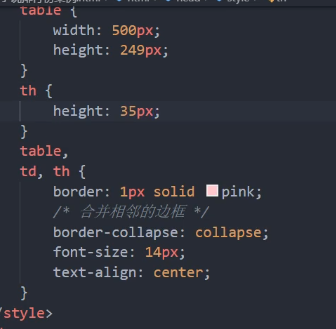 table {
width: 500px;
height: 249px;
}
th {
height: 35px;
}
table,
td, th {
border: 1px solid pink;
/* 合并相邻的边框 */
border-collapse: collapse;
font-size: 14px;
text-align: center;
}
/style>